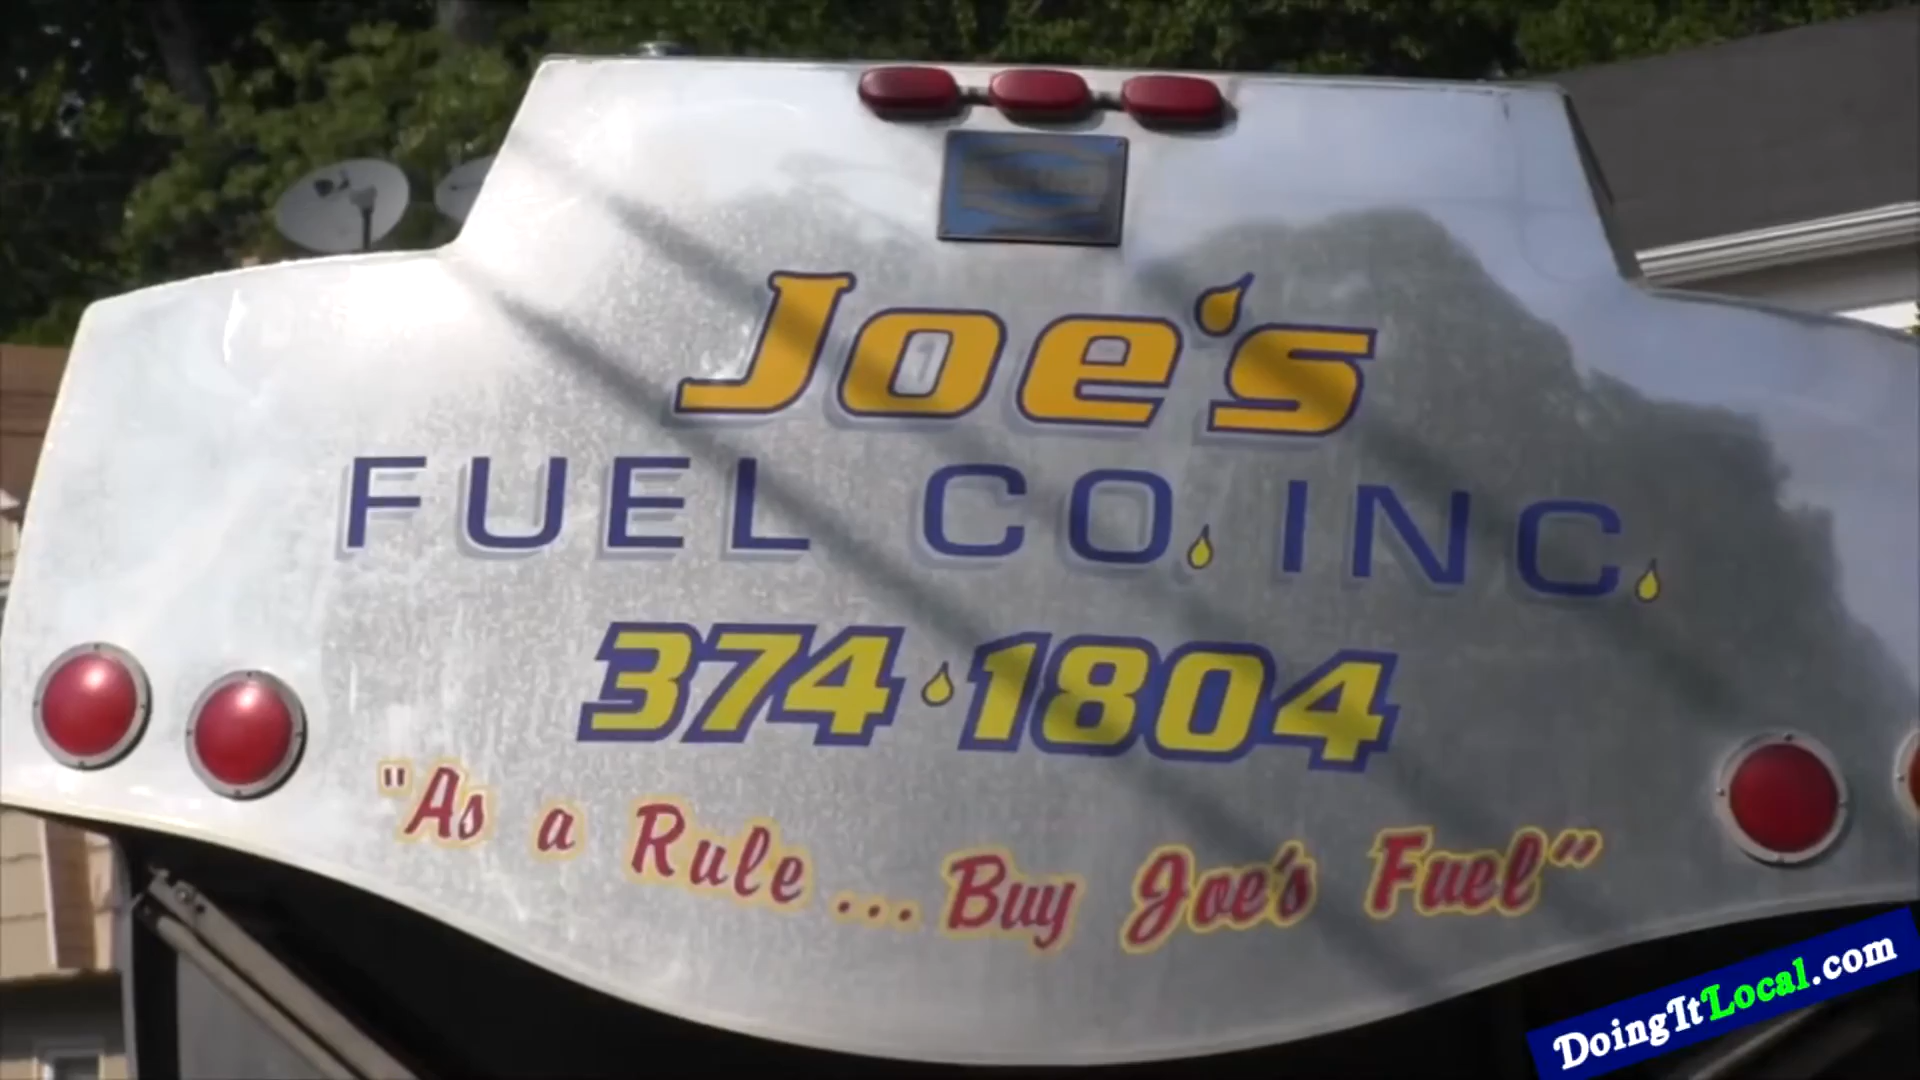 Joe's
FUEL CO. INC.
374-1804
"As a Rule... Buy Joe's Fuel"
DoingItLocal.com